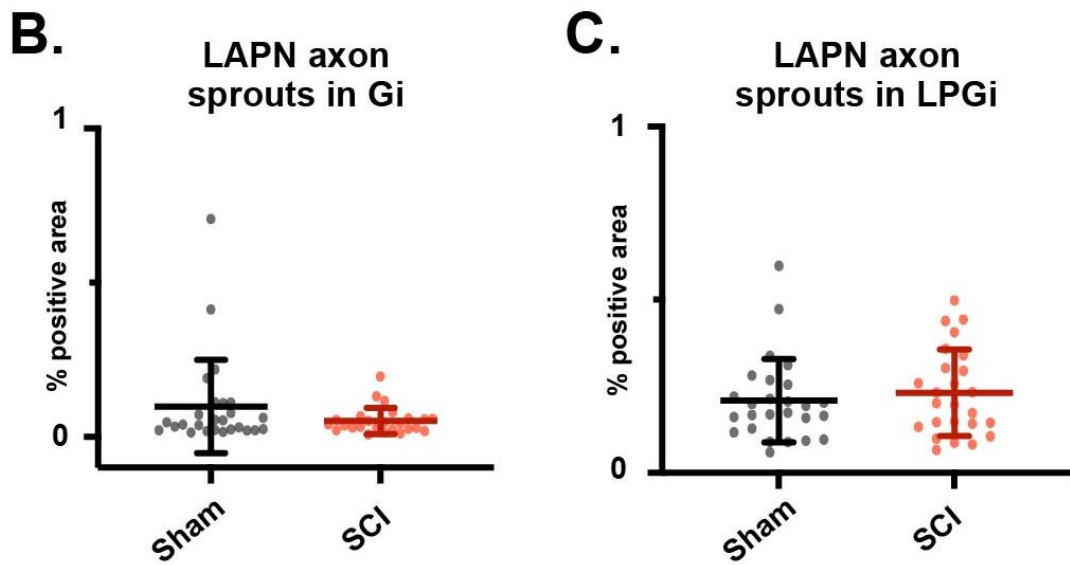 B.
LAPN axon
sprouts in Gi
1
% positive area
0
Sham
SCI
C.
LAPN axon
sprouts in LPGi
1
% positive area
0
Sham
SCI